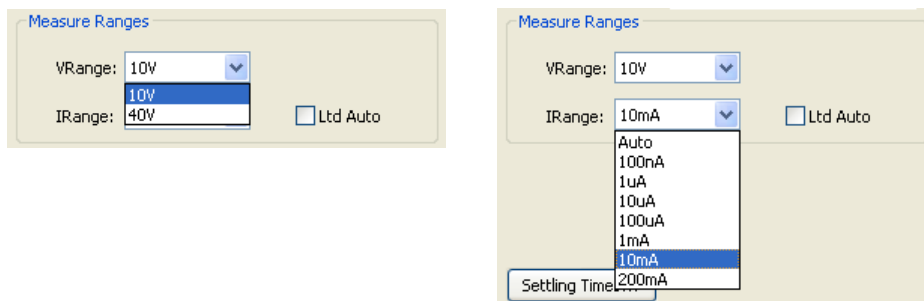 Measure Ranges
VRange: 10V
10V
40V
IRange:
Ltd Auto
Measure Ranges
VRange: 10V
IRange: 10mA
Ltd Auto
Auto
100nA
1uA
10uA
100uA
1mA
10mA
200mA
Settling Time